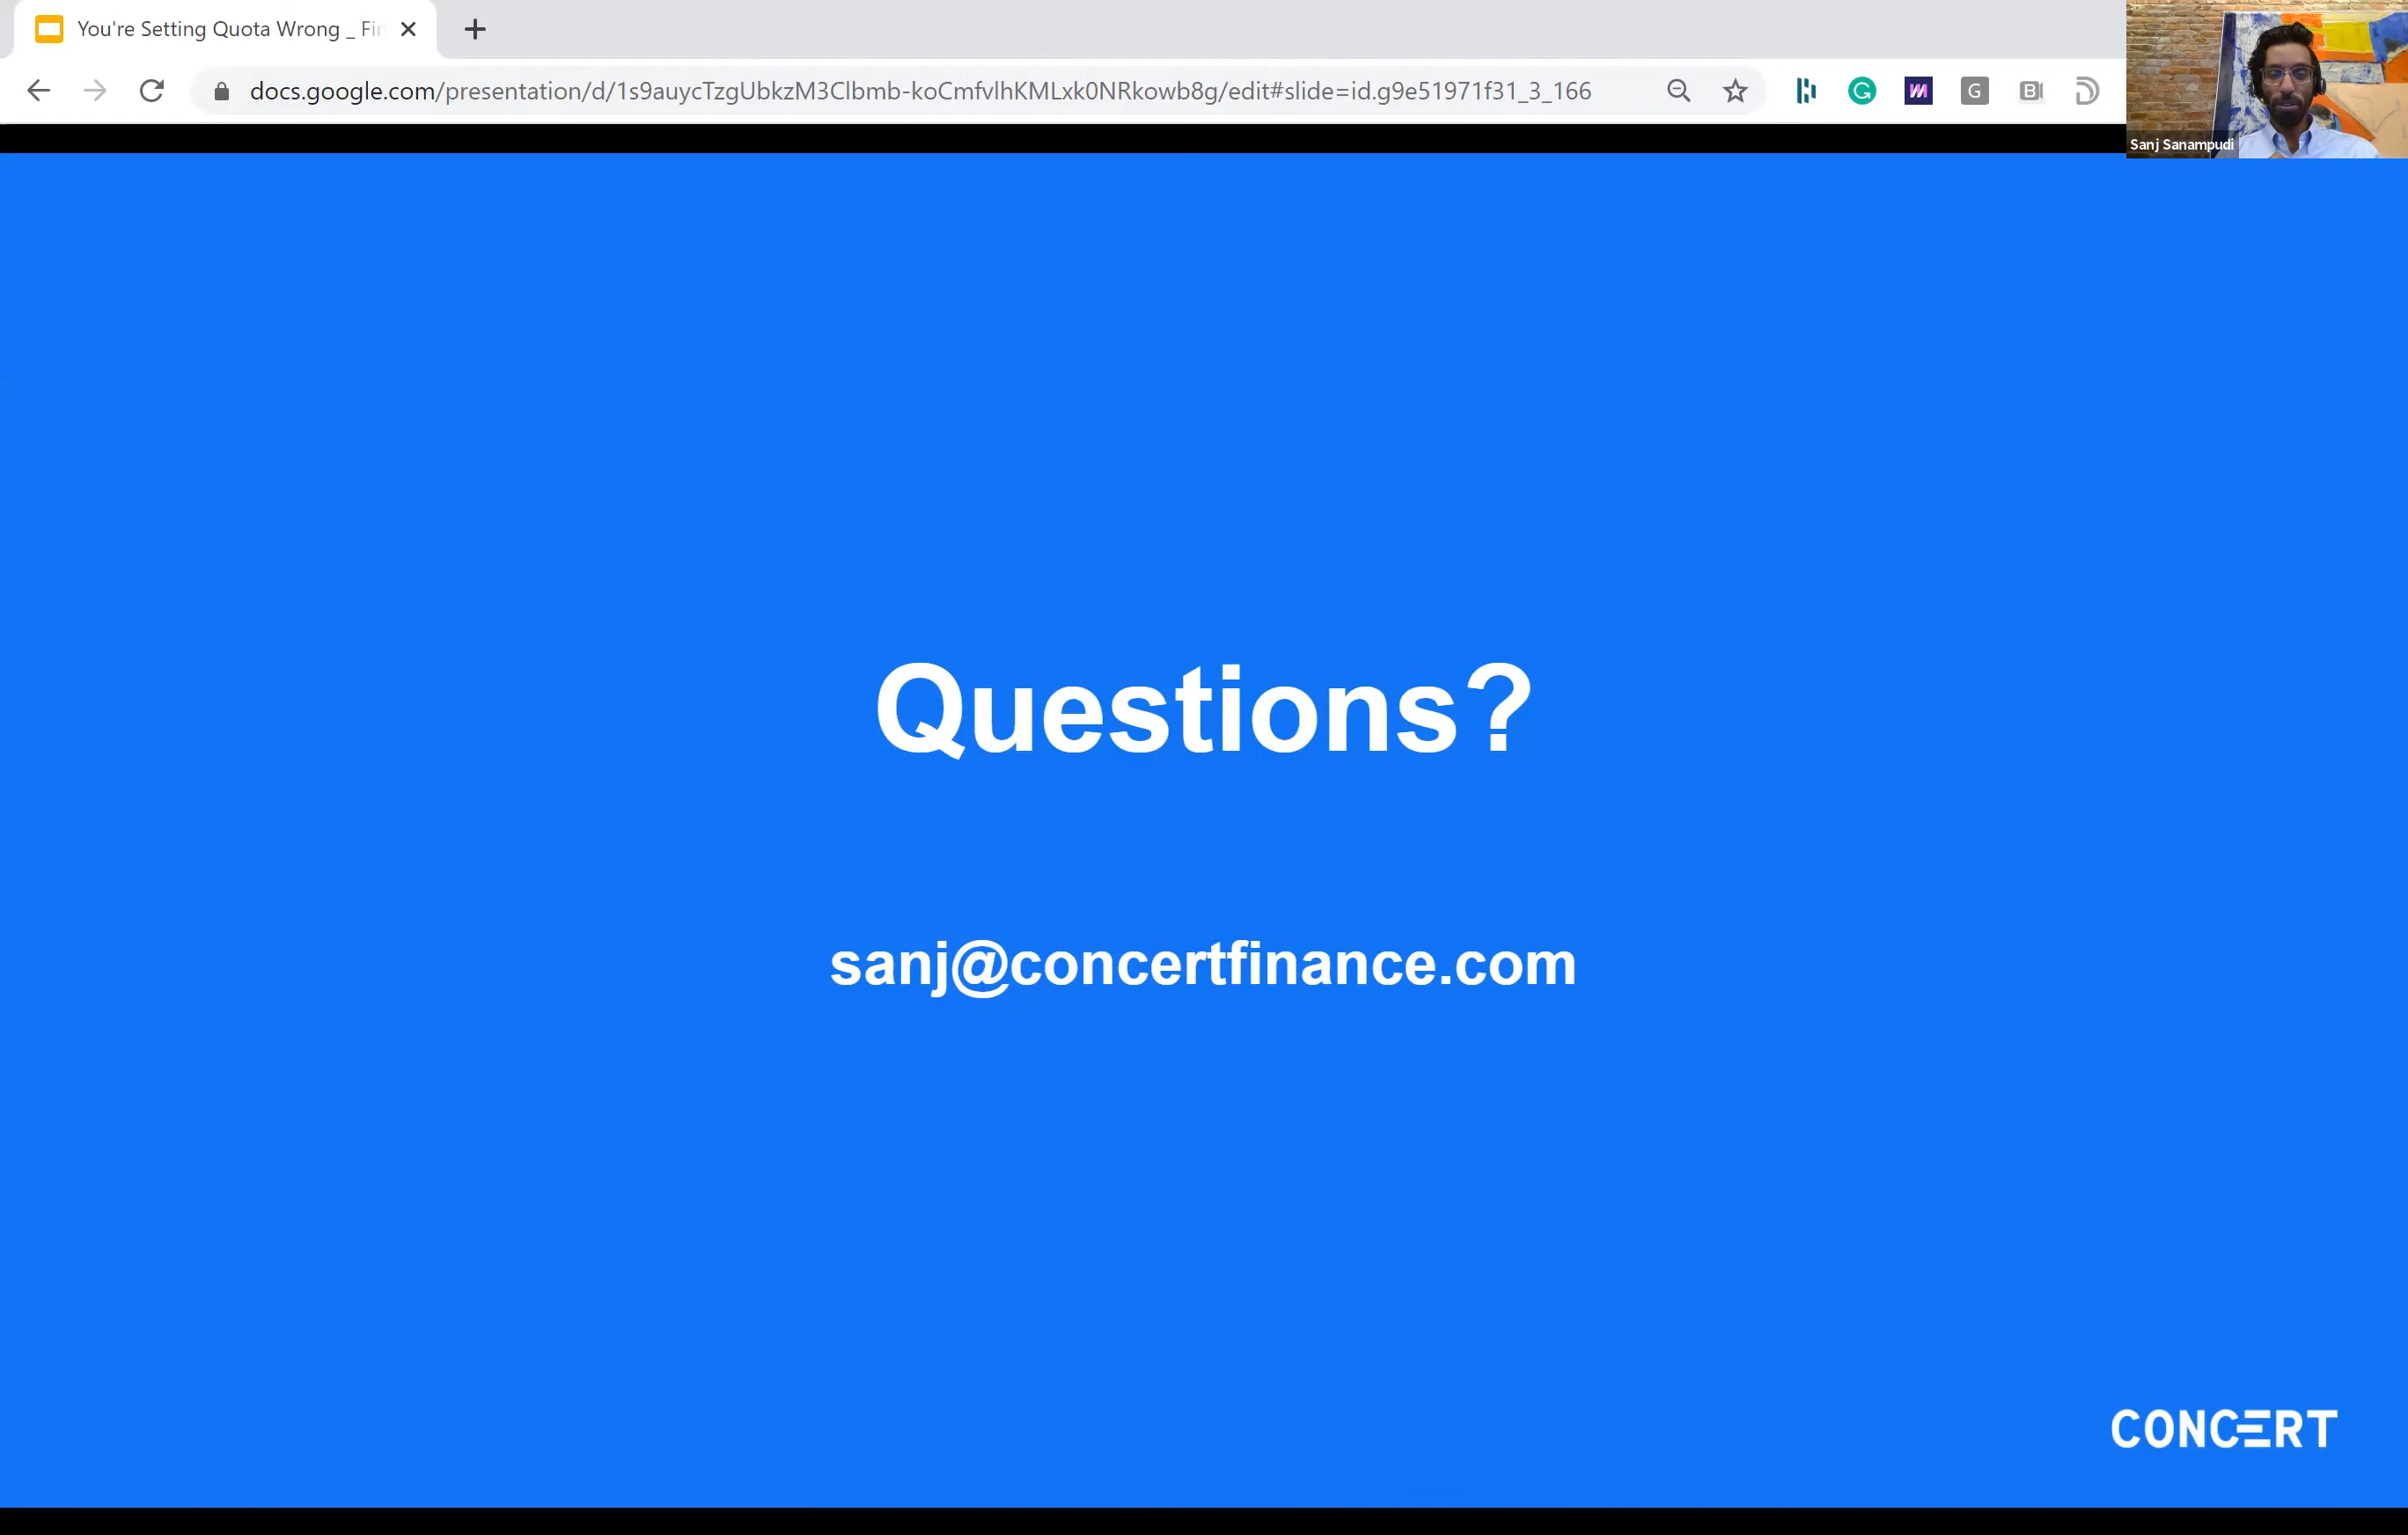 You're Setting Quota Wrong _ Fin
docs.google.com/presentation/d/1s9auycTzgUbkzM3Clbmb-koCmfvlhKMLxk0NRkowb8g/edit#slide=id.g9e51971f31_3_166
Sanj Sanampudi
Questions?
sanj@concertfinance.com
CONCERT